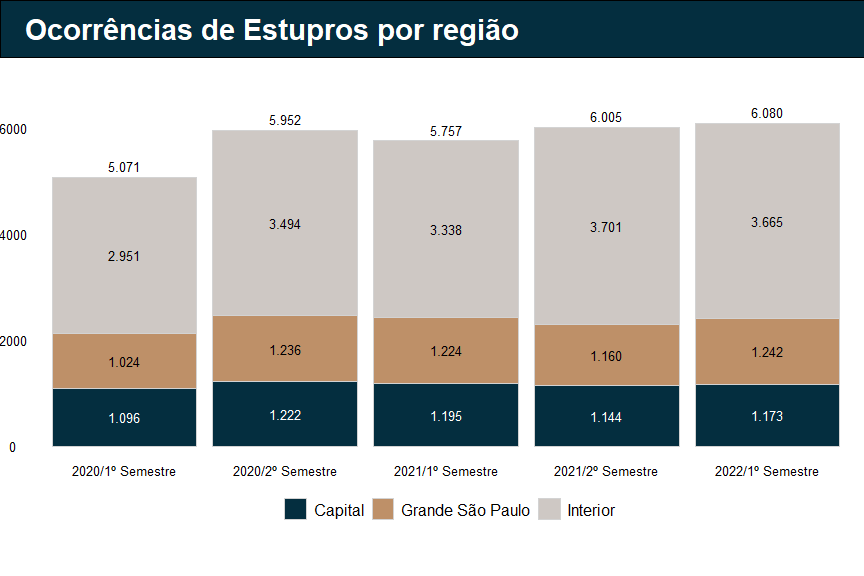 Ocorrências de Estupros por região
5.071 5.952 5.757 6.005 6.080
6000
4000
2000
0
2.951 3.494 3.338 3.701 3.665
1.024 1.236 1.224 1.160 1.242
1.096 1.222 1.195 1.144 1.173
2020/1º Semestre 2020/2º Semestre 2021/1º Semestre 2021/2º Semestre 2022/1º Semestre
Capital Grande São Paulo Interior